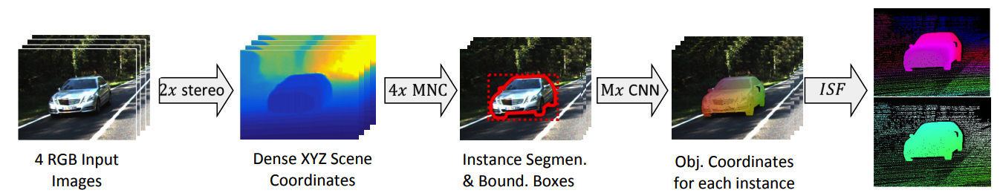 2x stereo
4x MNC
Mx CNN
ISF
4 RGB Input
Images
Dense XYZ Scene
Coordinates
Instance Segmen.
& Bound. Boxes
Obj. Coordinates
for each instance